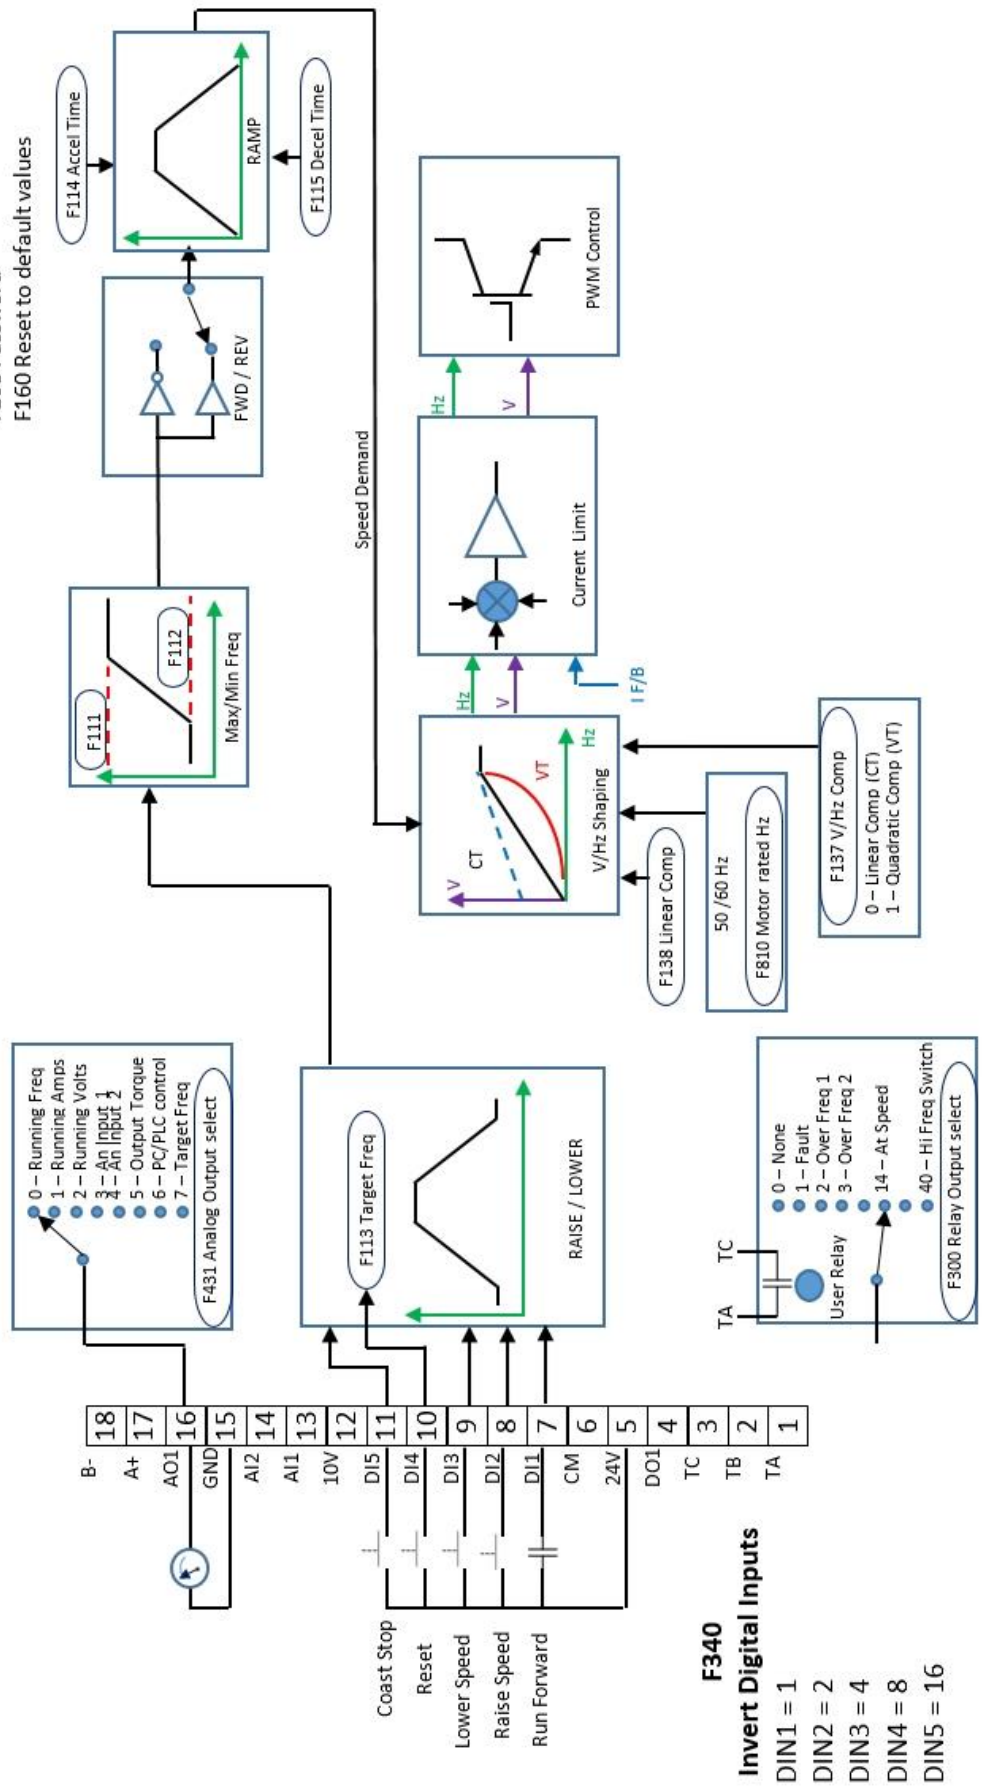 F160 Reset to default values
0 – Running Freq
1 – Running Amps
2 – Running Volts
3 – An Input 1
4 – An Input 2
5 – Output Torque
6 – PC/PLC control
7 – Target Freq
F431 Analog Output select
F111
F112
Max/Min Freq
FWD / REV
F114 Accel Time
RAMP
F115 Decel Time
B-
18
A+
17
AO1
16
GND
15
AI2
14
AI1
13
10V
12
DI5
11
DI4
10
DI3
9
DI2
8
DI1
7
CM
6
24V
5
DO1
4
TC
3
TB
2
TA
1
Coast Stop
Reset
Lower Speed
Raise Speed
Run Forward
F113 Target Freq
RAISE / LOWER
Speed Demand
V
CT
VT
Hz
V/Hz Shaping
Hz
V
I F/B
Current Limit
Hz
V
PWM Control
F138 Linear Comp
50 /60 Hz
F810 Motor rated Hz
F137 V/Hz Comp
0 – Linear Comp (CT)
1 – Quadratic Comp (VT)
TA
TC
User Relay
0 – None
1 – Fault
2 – Over Freq 1
3 – Over Freq 2
14 – At Speed
40 – Hi Freq Switch
F300 Relay Output select
F340
Invert Digital Inputs
DIN1 = 1
DIN2 = 2
DIN3 = 4
DIN4 = 8
DIN5 = 16